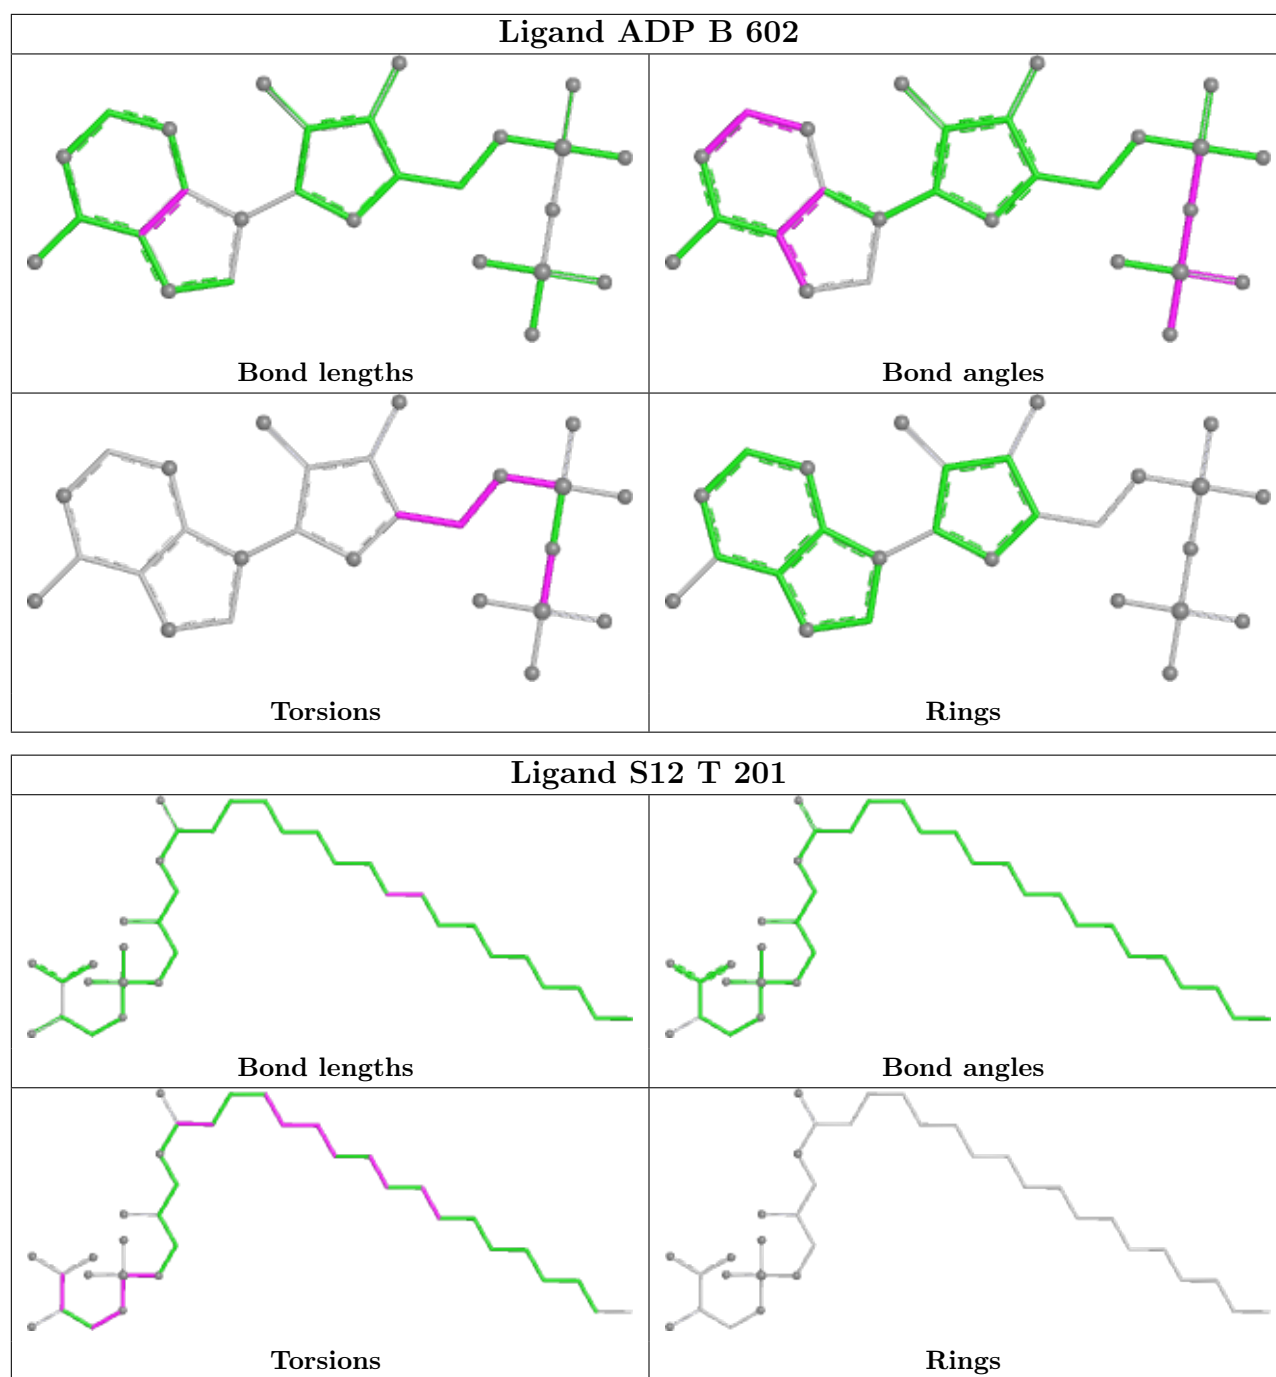 Ligand ADP B 602
Bond lengths
Bond angles
Torsions
Rings
Ligand S12 T 201
Bond lengths
Bond angles
Torsions
Rings